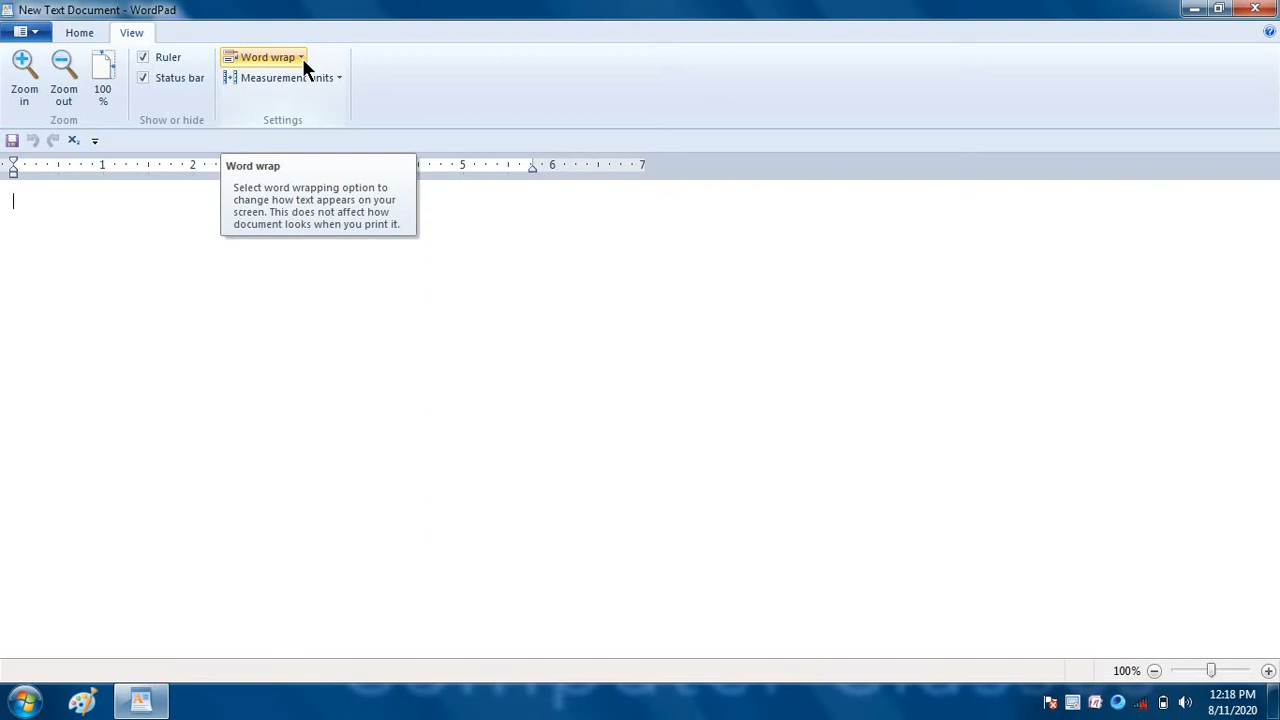 New Text Document - WordPad
Home View
Ruler
Status bar
Word wrap
Measurement
nits
Zoom in
Zoom out
100 %
Zoom
Show or hide
Settings
1 2 5 6 7
Word wrap
Select word wrapping option to
change how text appears on your
screen. This does not affect how
document looks when you print it.
100%
12:18 PM
8/11/2020